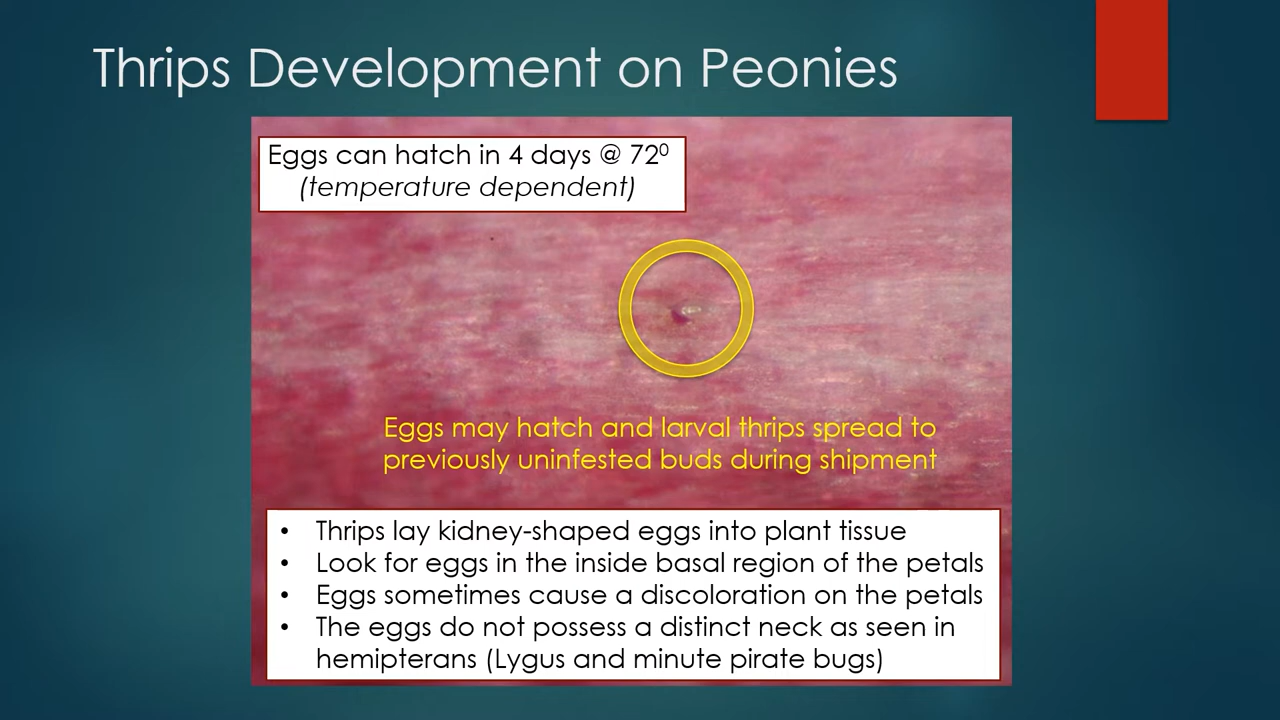 Thrips Development on Peonies
Eggs can hatch in 4 days @ 72⁰
(temperature dependent)
Eggs may hatch and larval thrips spread to
previously uninfested buds during shipment
• Thrips lay kidney-shaped eggs into plant tissue
• Look for eggs in the inside basal region of the petals
• Eggs sometimes cause a discoloration on the petals
• The eggs do not possess a distinct neck as seen in
hemipterans (Lygus and minute pirate bugs)